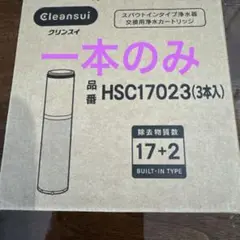 Cleansui
クリンスイ
スパウトインタイプ浄水器
交換用浄水カートリッジ
一本のみ
品番 HSC17023(3本入)
除去物質数
17+2
BUILT-IN TYPE